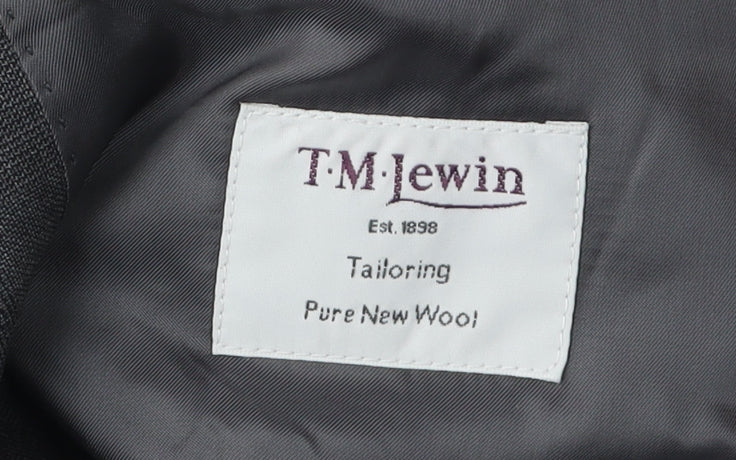 T·M·Lewin
Est. 1898
Tailoring
Pure New Wool